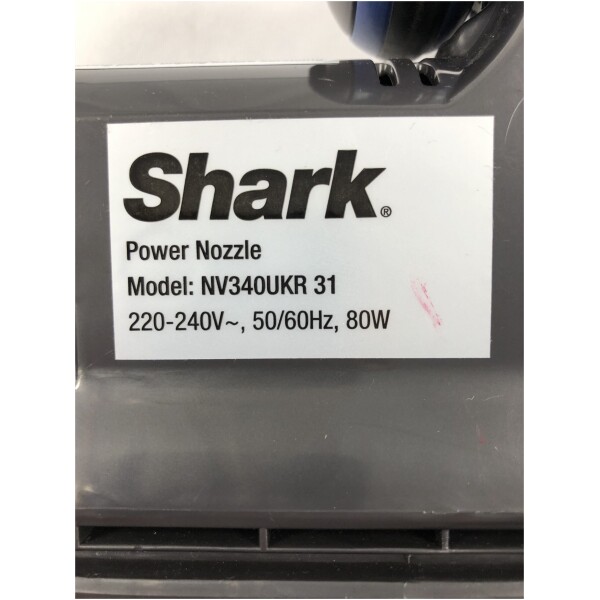 Shark®
Power Nozzle
Model: NV340UKR 31
220-240V~, 50/60Hz, 80W